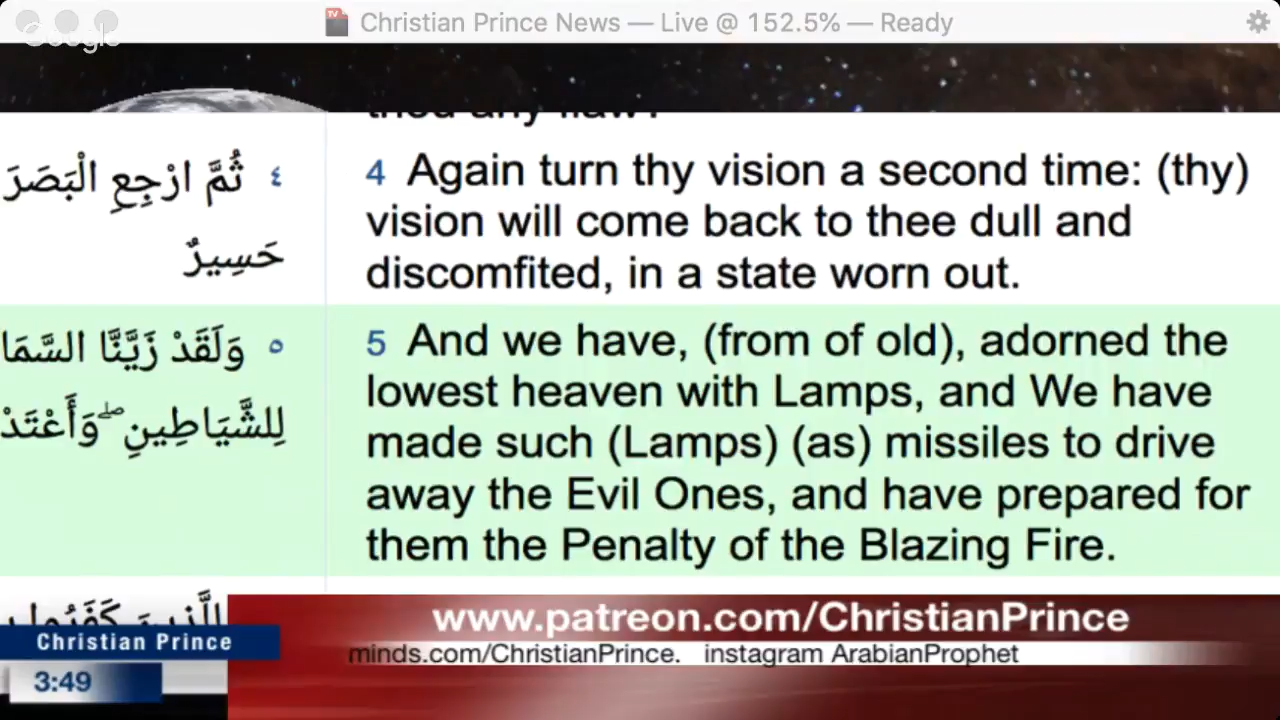 Christian Prince News — Live @ 152.5% — Ready
Google
thou any flaw?
٤ ثُمَّ ارْجِعِ الْبَصَرَ
حَسِيرٌ
4 Again turn thy vision a second time: (thy)
vision will come back to thee dull and
discomfited, in a state worn out.
٥ وَلَقَدْ زَيَّنَّا السَّمَا
لِلشَّيَاطِينِ ۖ وَأَعْتَدْ
5 And we have, (from of old), adorned the
lowest heaven with Lamps, and We have
made such (Lamps) (as) missiles to drive
away the Evil Ones, and have prepared for
them the Penalty of the Blazing Fire.
www.patreon.com/ChristianPrince
Christian Prince
minds.com/ChristianPrince. instagram ArabianProphet
3:49